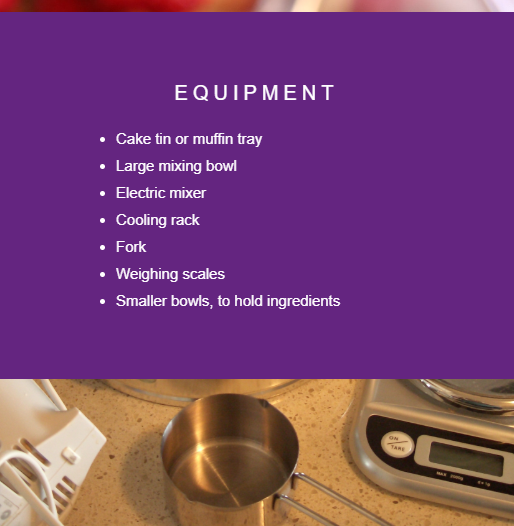 EQUIPMENT
Cake tin or muffin tray
Large mixing bowl
Electric mixer
Cooling rack
Fork
Weighing scales
Smaller bowls, to hold ingredients
ON
TARE